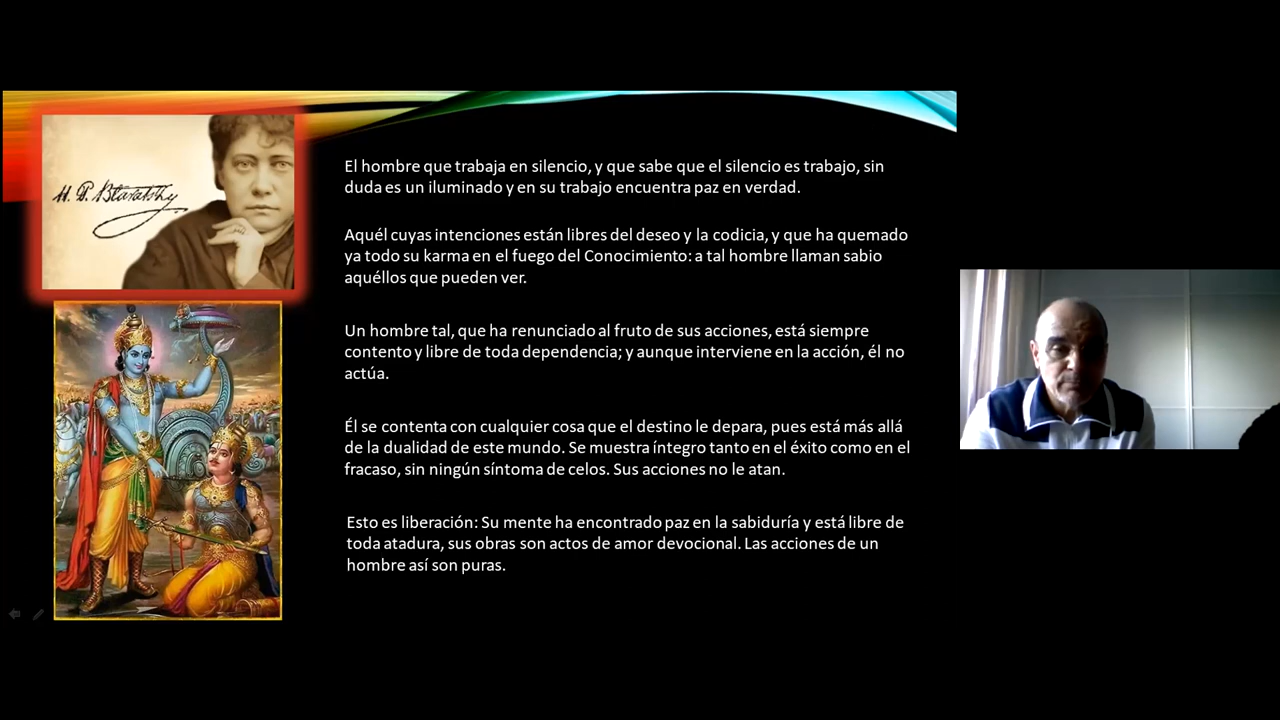 H. P. Blavatsky
El hombre que trabaja en silencio, y que sabe que el silencio es trabajo, sin
duda es un iluminado y en su trabajo encuentra paz en verdad.
Aquél cuyas intenciones están libres del deseo y la codicia, y que ha quemado
ya todo su karma en el fuego del Conocimiento: a tal hombre llaman sabio
aquéllos que pueden ver.
Un hombre tal, que ha renunciado al fruto de sus acciones, está siempre
contento y libre de toda dependencia; y aunque interviene en la acción, él no
actúa.
Él se contenta con cualquier cosa que el destino le depara, pues está más allá
de la dualidad de este mundo. Se muestra íntegro tanto en el éxito como en el
fracaso, sin ningún síntoma de celos. Sus acciones no le atan.
Esto es liberación: Su mente ha encontrado paz en la sabiduría y está libre de
toda atadura, sus obras son actos de amor devocional. Las acciones de un
hombre así son puras.